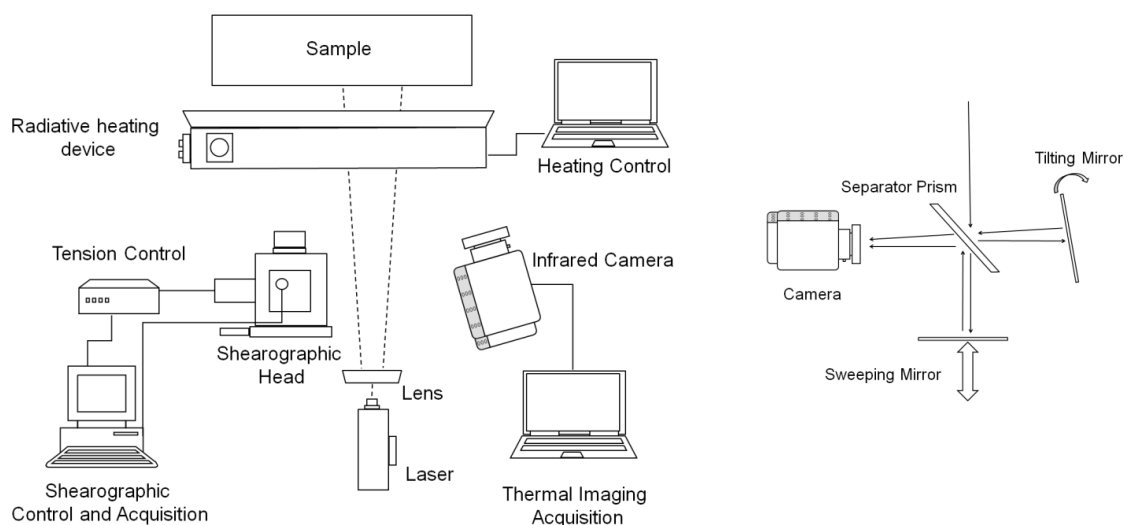 Sample
Radiative heating
device
Heating Control
Tension Control
Infrared Camera
Shearographic
Head
Lens
Laser
Shearographic
Control and Acquisition
Thermal Imaging
Acquisition
Tilting Mirror
Separator Prism
Camera
Sweeping Mirror